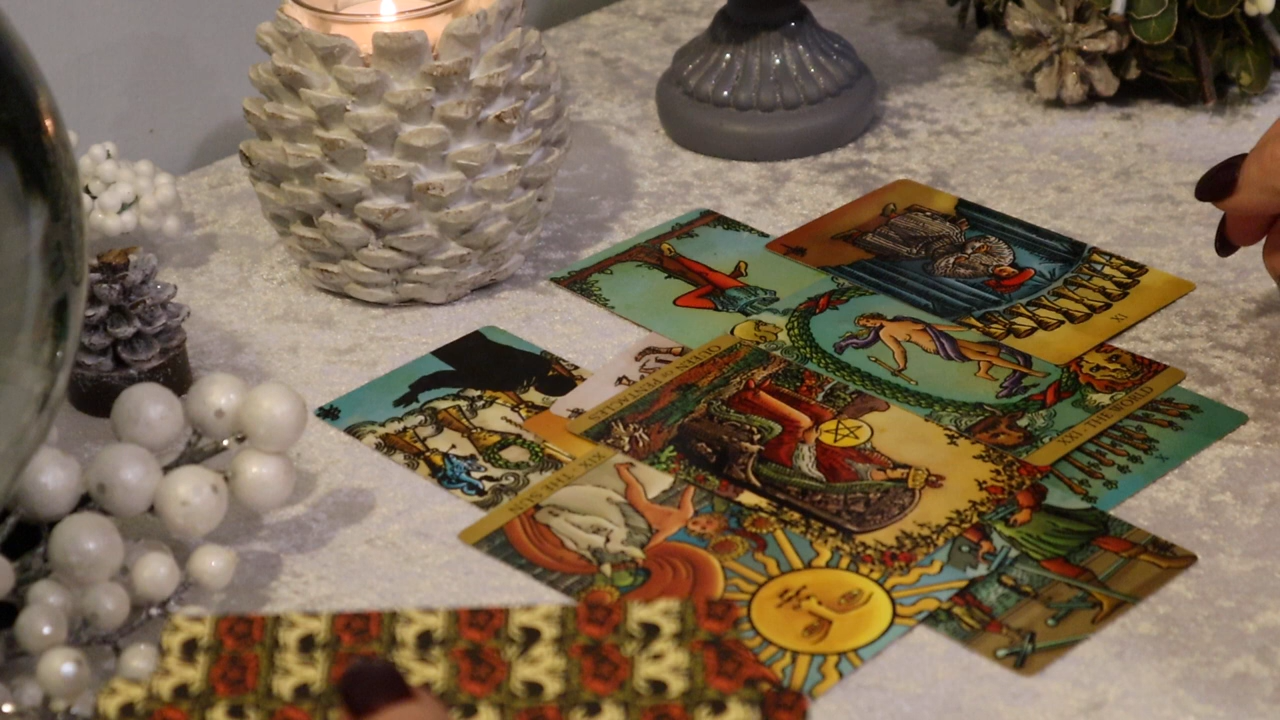 IX
XXI. THE WORLD
QUEEN of PENTACLES
X
XIX THE SUN